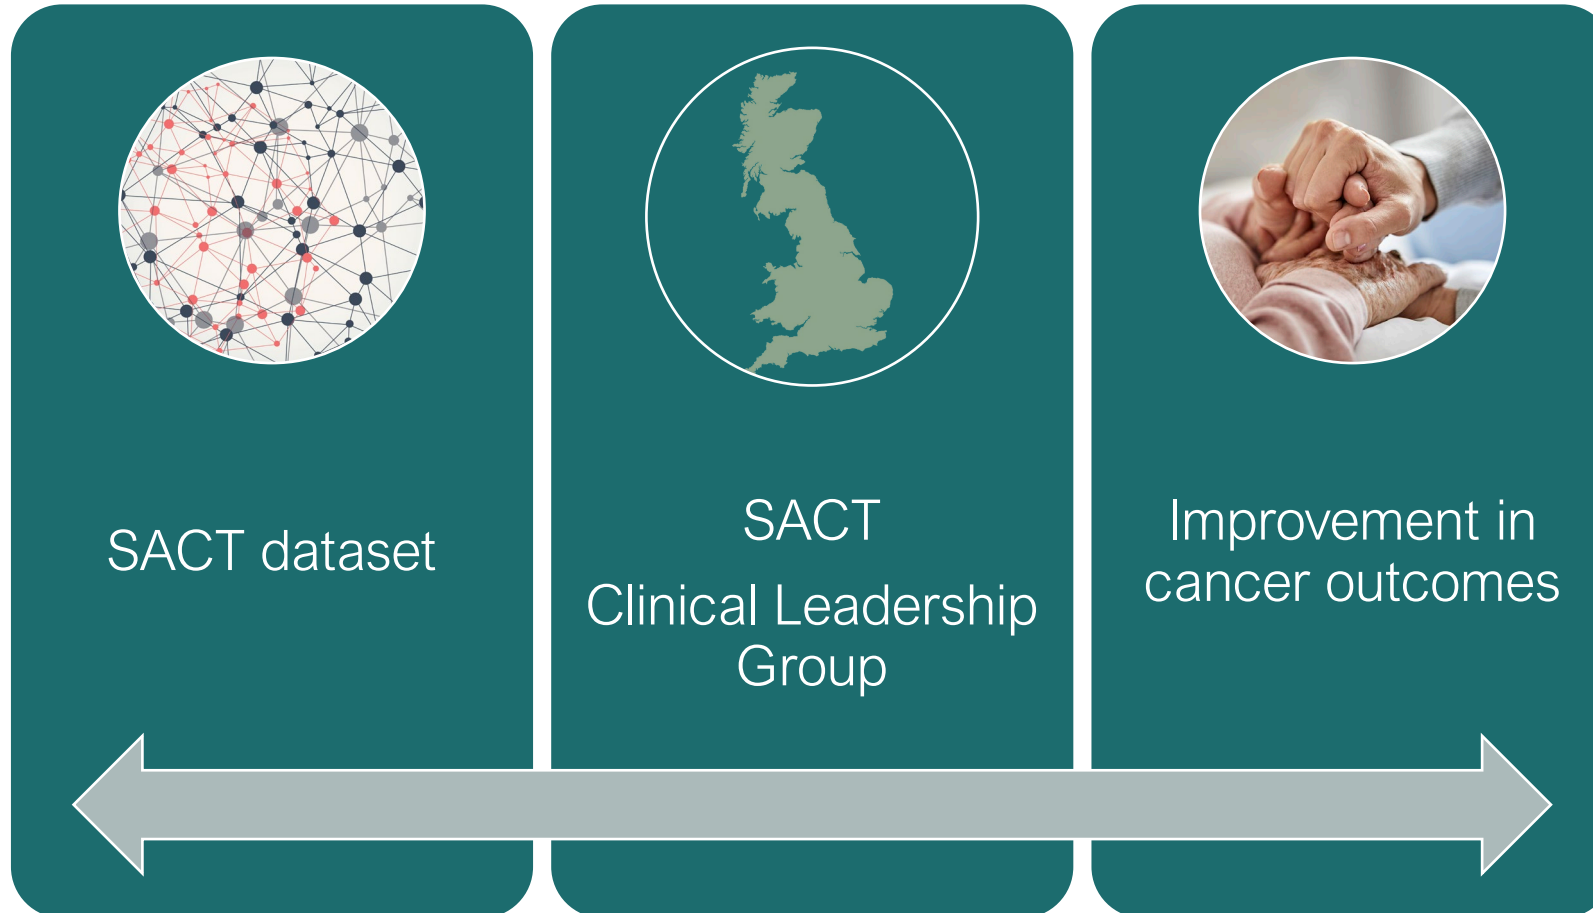 SACT dataset
SACT
Clinical Leadership
Group
Improvement in
cancer outcomes